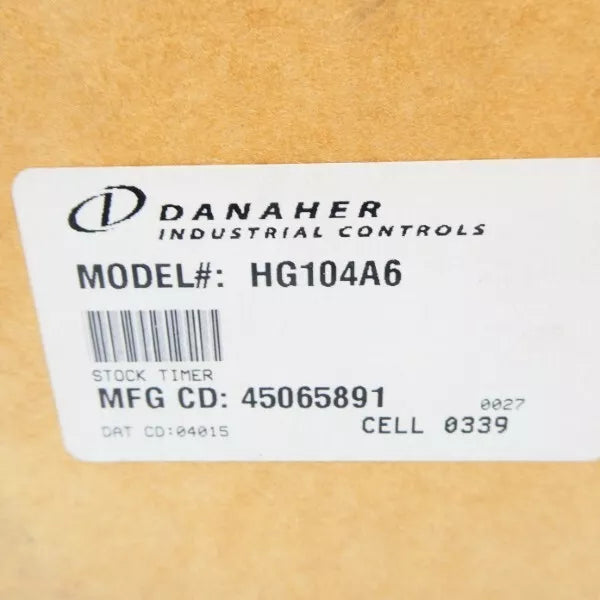 DANAHER
INDUSTRIAL CONTROLS
MODEL#: HG104A6
STOCK TIMER
MFG CD: 45065891 0027
DAT CD:04015 CELL 0339